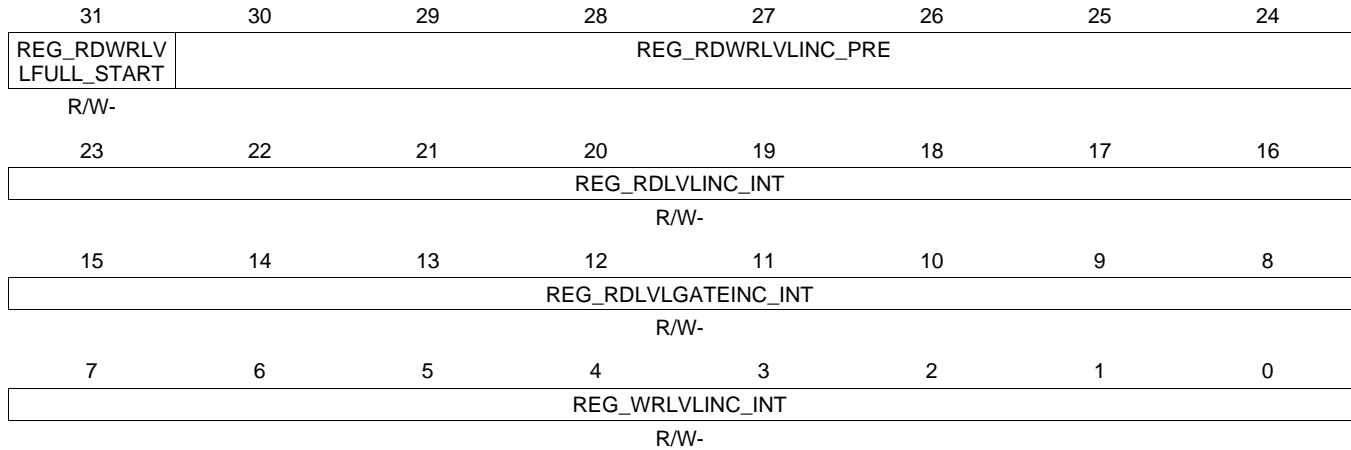 31 30 29 28 27 26 25 24
REG_RDWRLV
LFULL_START
REG_RDWRLVLINC_PRE
R/W-
23 22 21 20 19 18 17 16
REG_RDLVLINC_INT
R/W-
15 14 13 12 11 10 9 8
REG_RDLVLGATEINC_INT
R/W-
7 6 5 4 3 2 1 0
REG_WRLVLINC_INT
R/W-